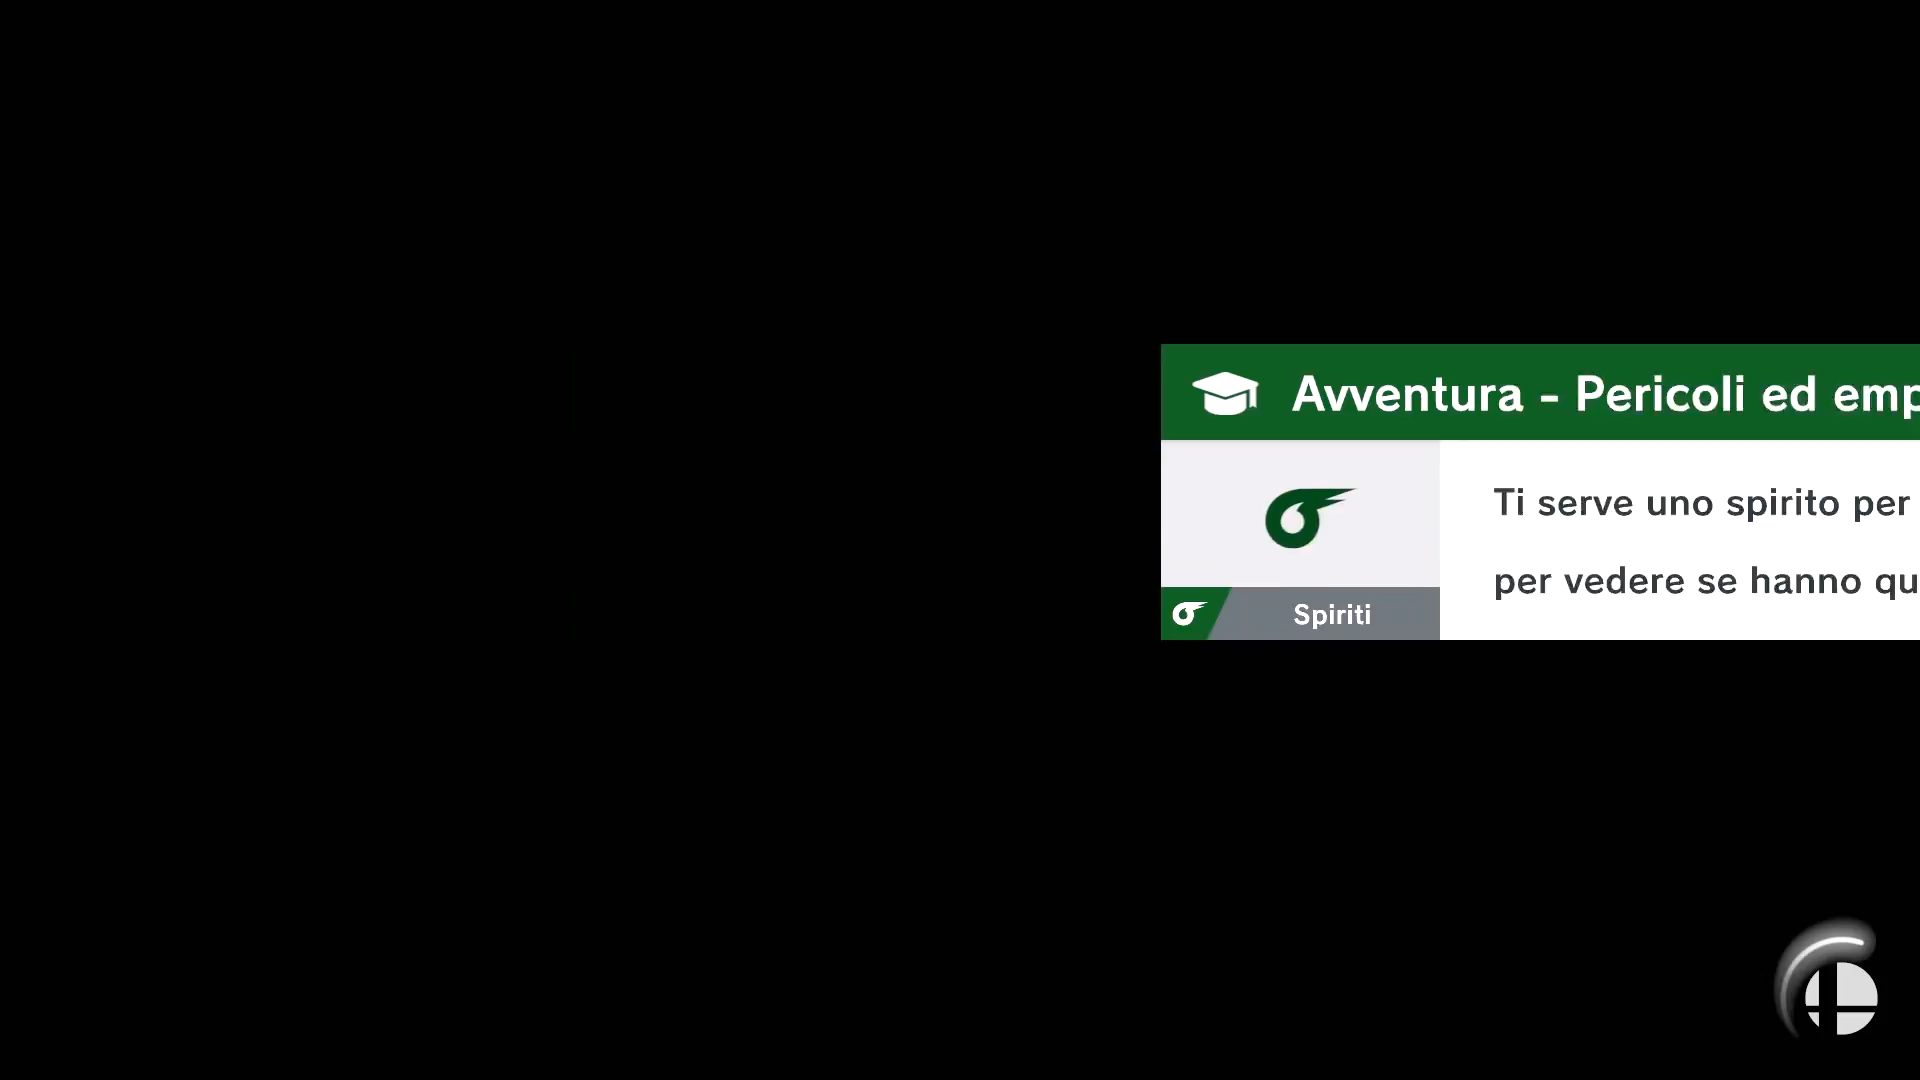 Avventura - Pericoli ed emp
Ti serve uno spirito per
per vedere se hanno qu
Spiriti